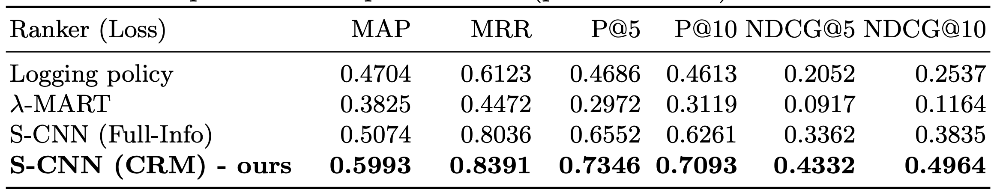 Ranker (Loss) MAP MRR P@5 P@10 NDCG@5 NDCG@10
Logging policy 0.4704 0.6123 0.4686 0.4613 0.2052 0.2537
λ-MART 0.3825 0.4472 0.2972 0.3119 0.0917 0.1164
S-CNN (Full-Info) 0.5074 0.8036 0.6552 0.6261 0.3362 0.3835
S-CNN (CRM) - ours 0.5993 0.8391 0.7346 0.7093 0.4332 0.4964